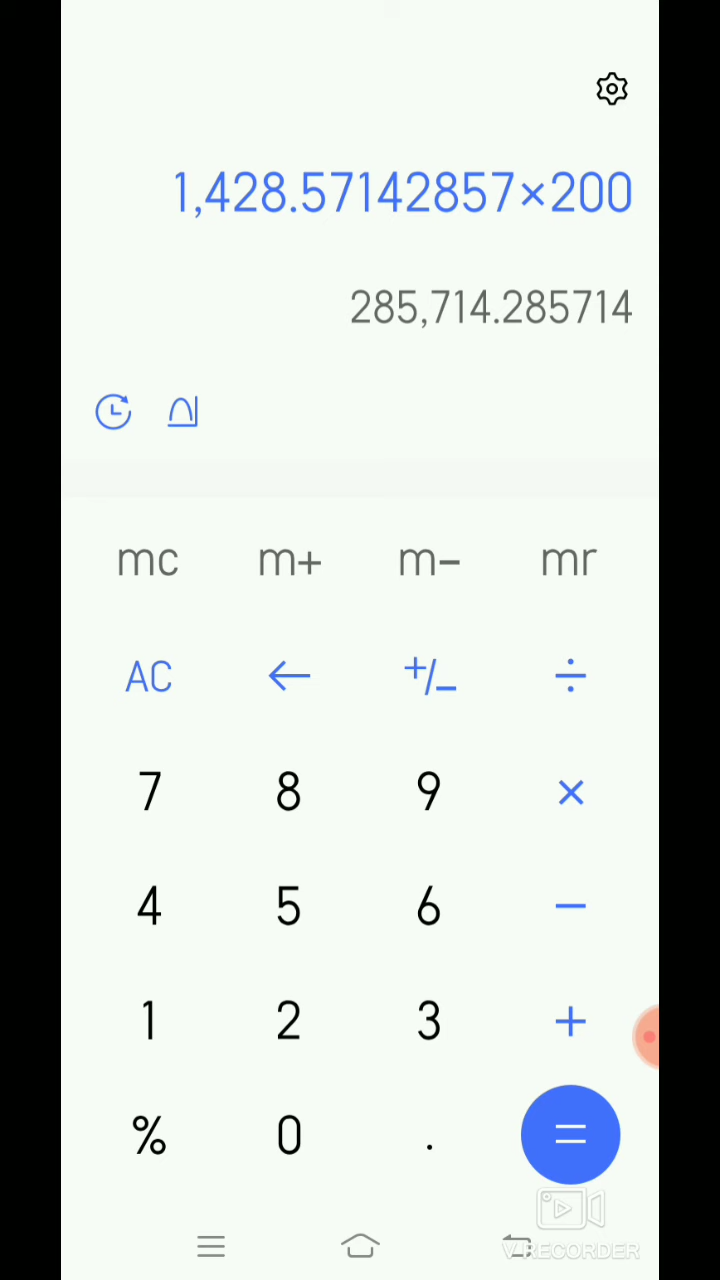 1,428.57142857×200
285,714.285714
mc m+ m− mr
AC ← +/− ÷
7 8 9 ×
4 5 6 −
1 2 3 +
% 0 . =
V.RECORDER